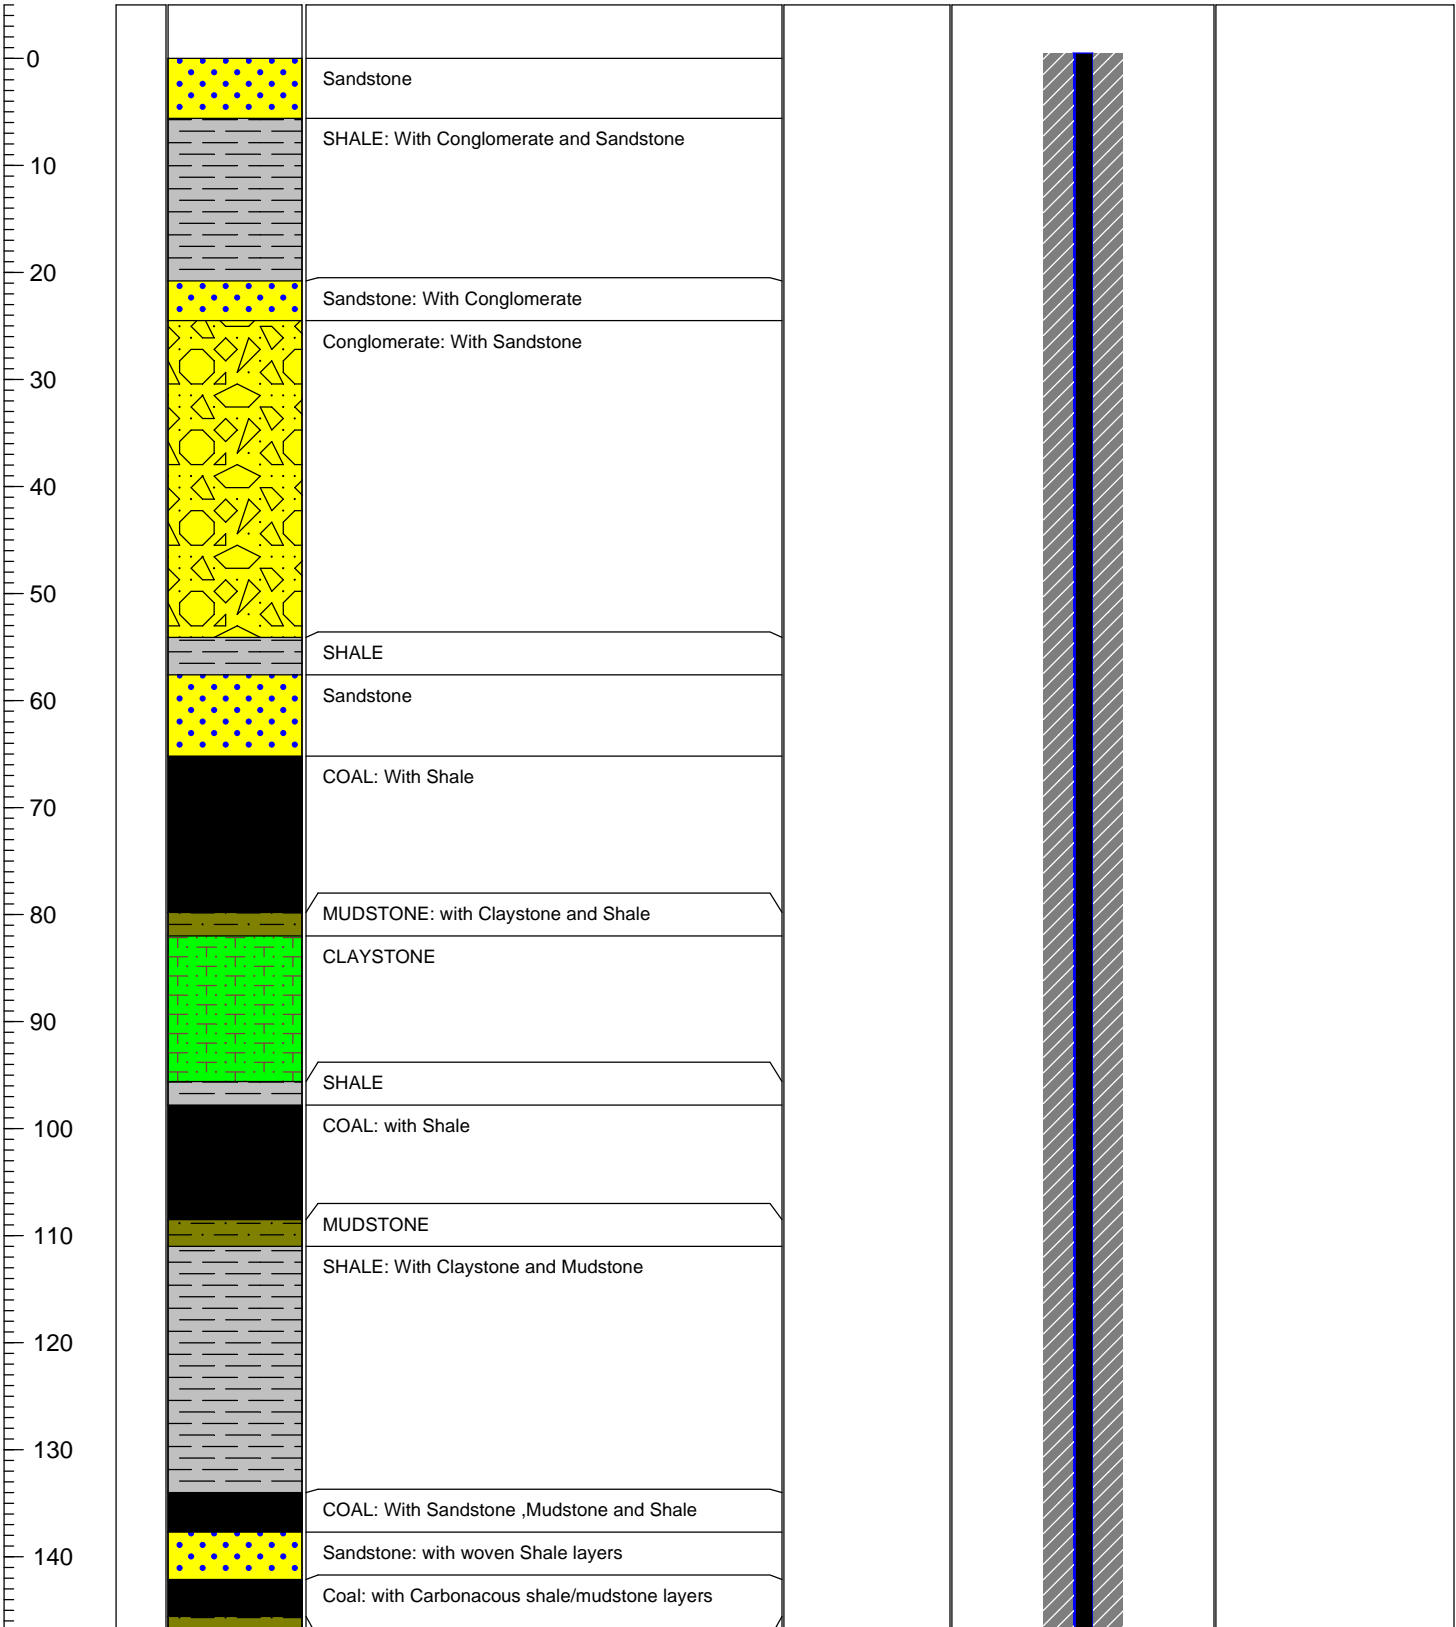 0
Sandstone
SHALE: With Conglomerate and Sandstone
10
20
Sandstone: With Conglomerate
Conglomerate: With Sandstone
30
40
50
SHALE
Sandstone
60
COAL: With Shale
70
80
MUDSTONE: with Claystone and Shale
CLAYSTONE
90
SHALE
COAL: with Shale
100
MUDSTONE
110
SHALE: With Claystone and Mudstone
120
130
COAL: With Sandstone ,Mudstone and Shale
Sandstone: with woven Shale layers
140
Coal: with Carbonacous shale/mudstone layers